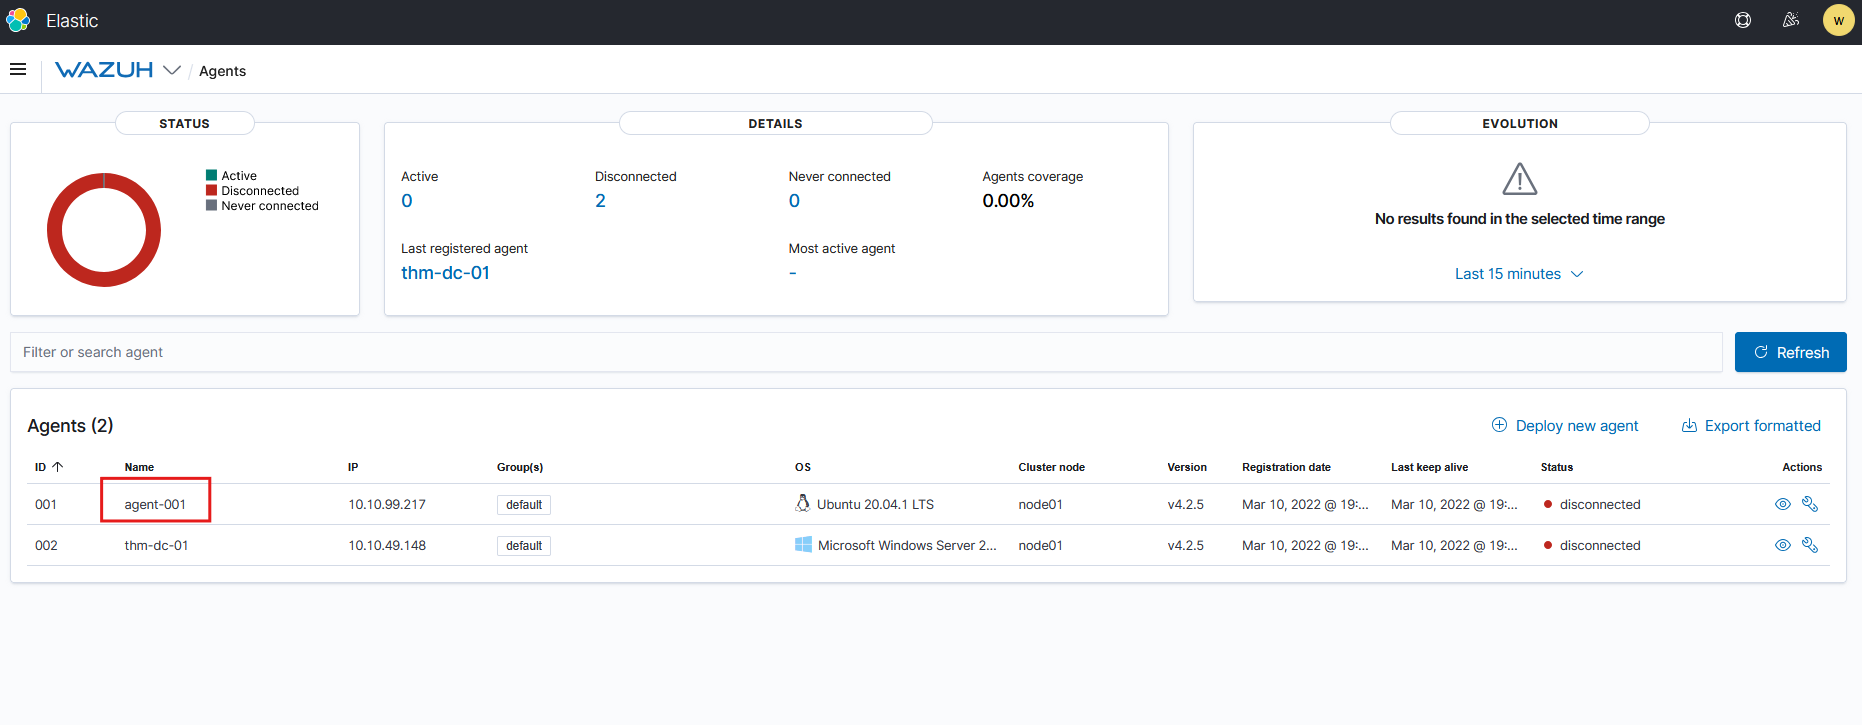 Elastic
W
WAZUH / Agents
STATUS
Active
Disconnected
Never connected
DETAILS
Active
0
Disconnected
2
Never connected
0
Agents coverage
0.00%
Last registered agent
thm-dc-01
Most active agent
-
EVOLUTION
No results found in the selected time range
Last 15 minutes
Filter or search agent
Refresh
Agents (2)
Deploy new agent
Export formatted
ID Name IP Group(s) OS Cluster node Version Registration date Last keep alive Status Actions
001 agent-001 10.10.99.217 default Ubuntu 20.04.1 LTS node01 v4.2.5 Mar 10, 2022 @ 19:... Mar 10, 2022 @ 19:... disconnected
002 thm-dc-01 10.10.49.148 default Microsoft Windows Server 2... node01 v4.2.5 Mar 10, 2022 @ 19:... Mar 10, 2022 @ 19:... disconnected